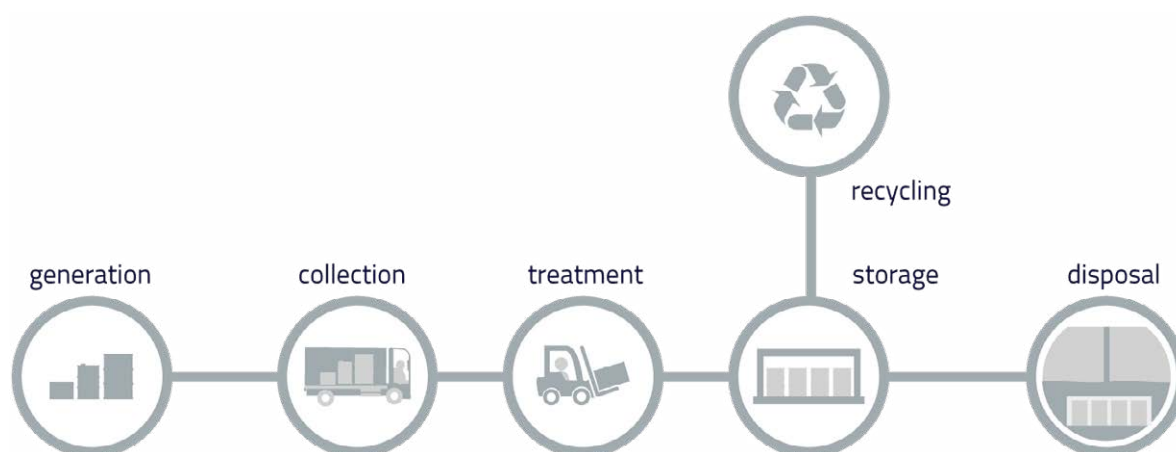 recycling
generation
collection
treatment
storage
disposal